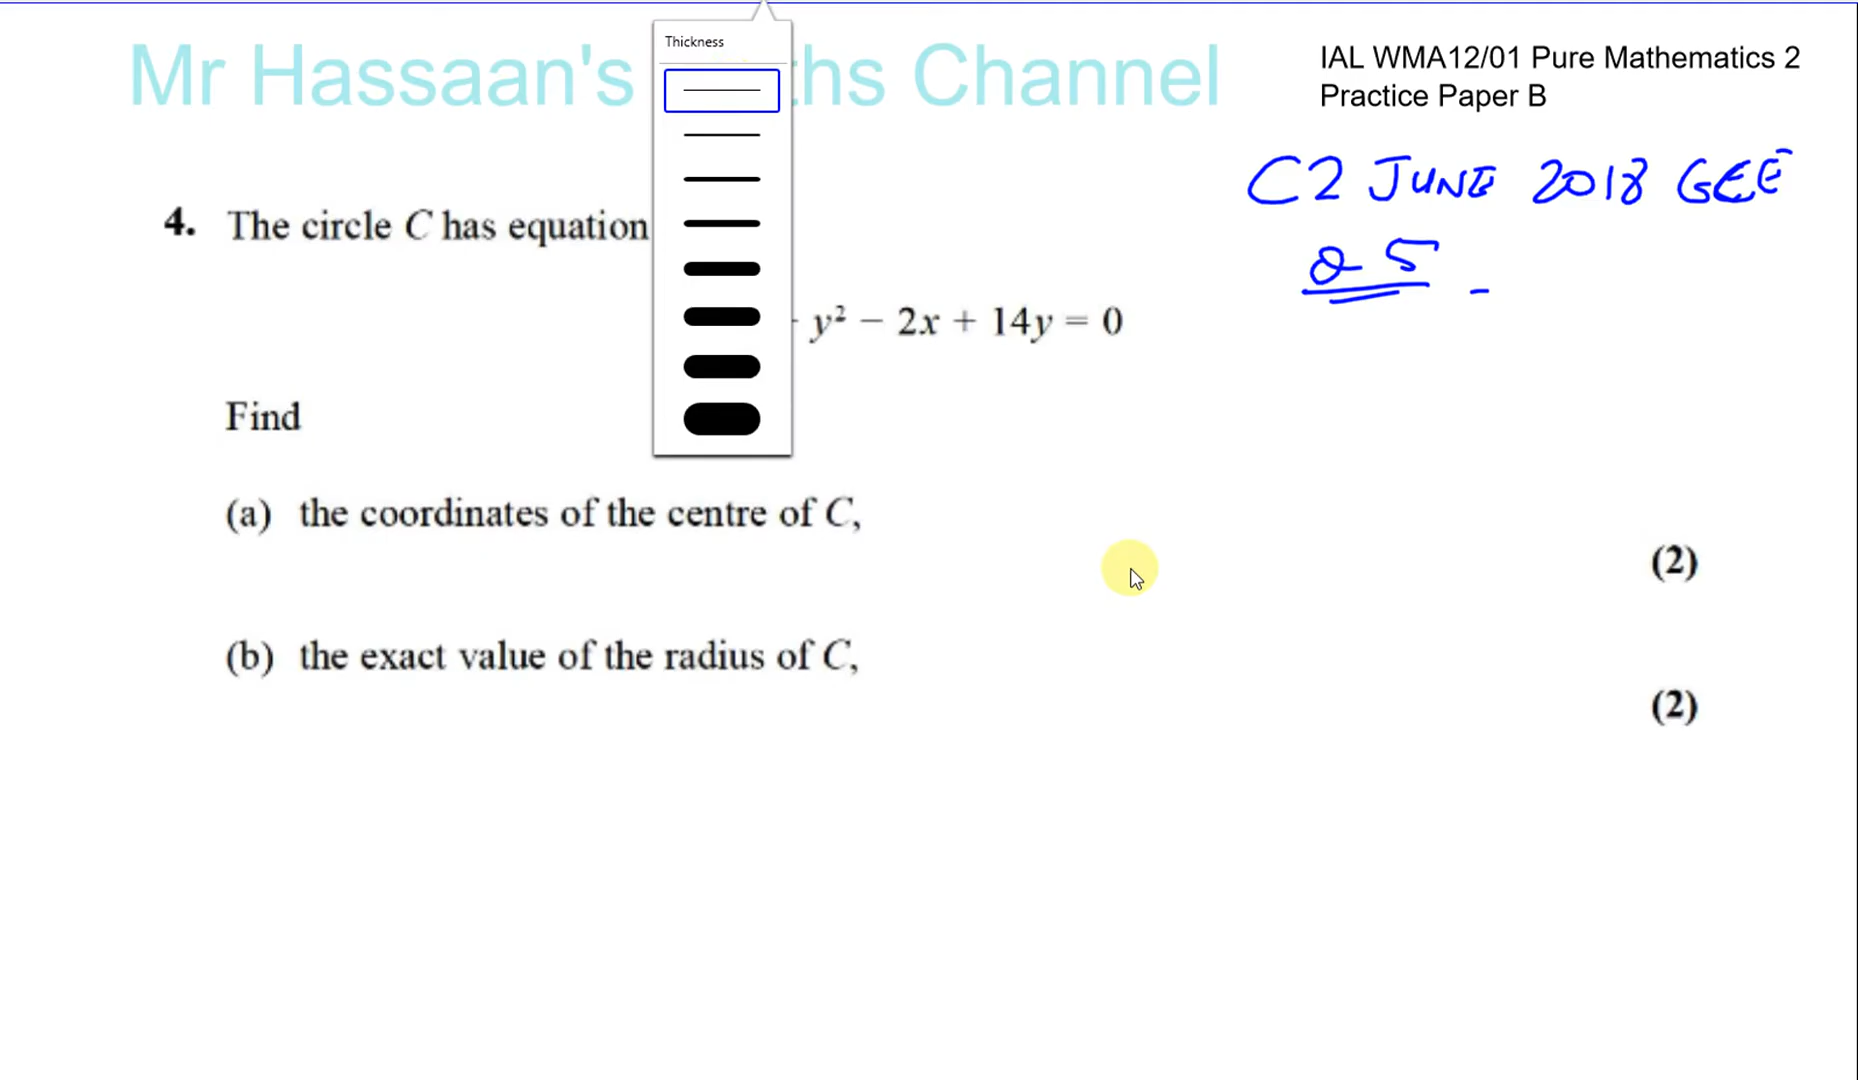 Thickness
Mr Hassaan's ths Channel
IAL WMA12/01 Pure Mathematics 2
Practice Paper B
C2 JUNE 2018 GCE
Q 5 -
4. The circle C has equation
y² − 2x + 14y = 0
Find
(a) the coordinates of the centre of C,
(2)
(b) the exact value of the radius of C,
(2)